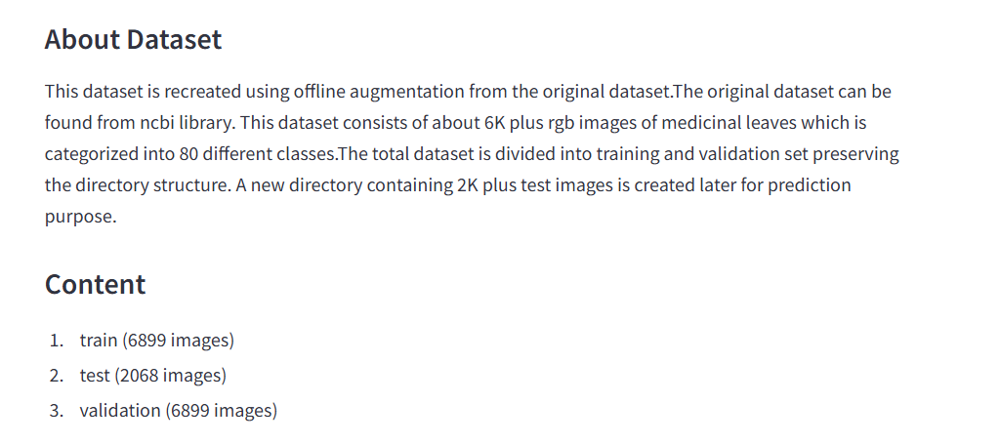 About Dataset
This dataset is recreated using offline augmentation from the original dataset.The original dataset can be
found from ncbi library. This dataset consists of about 6K plus rgb images of medicinal leaves which is
categorized into 80 different classes.The total dataset is divided into training and validation set preserving
the directory structure. A new directory containing 2K plus test images is created later for prediction
purpose.
Content
1. train (6899 images)
2. test (2068 images)
3. validation (6899 images)